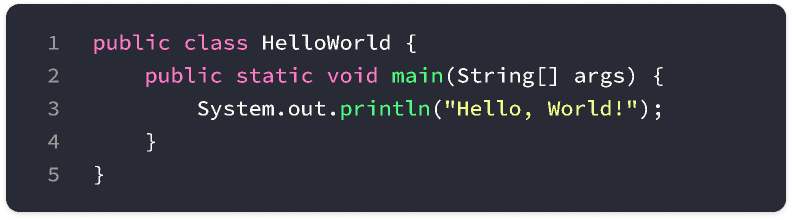 1 public class HelloWorld {
2     public static void main(String[] args) {
3         System.out.println("Hello, World!");
4     }
5 }